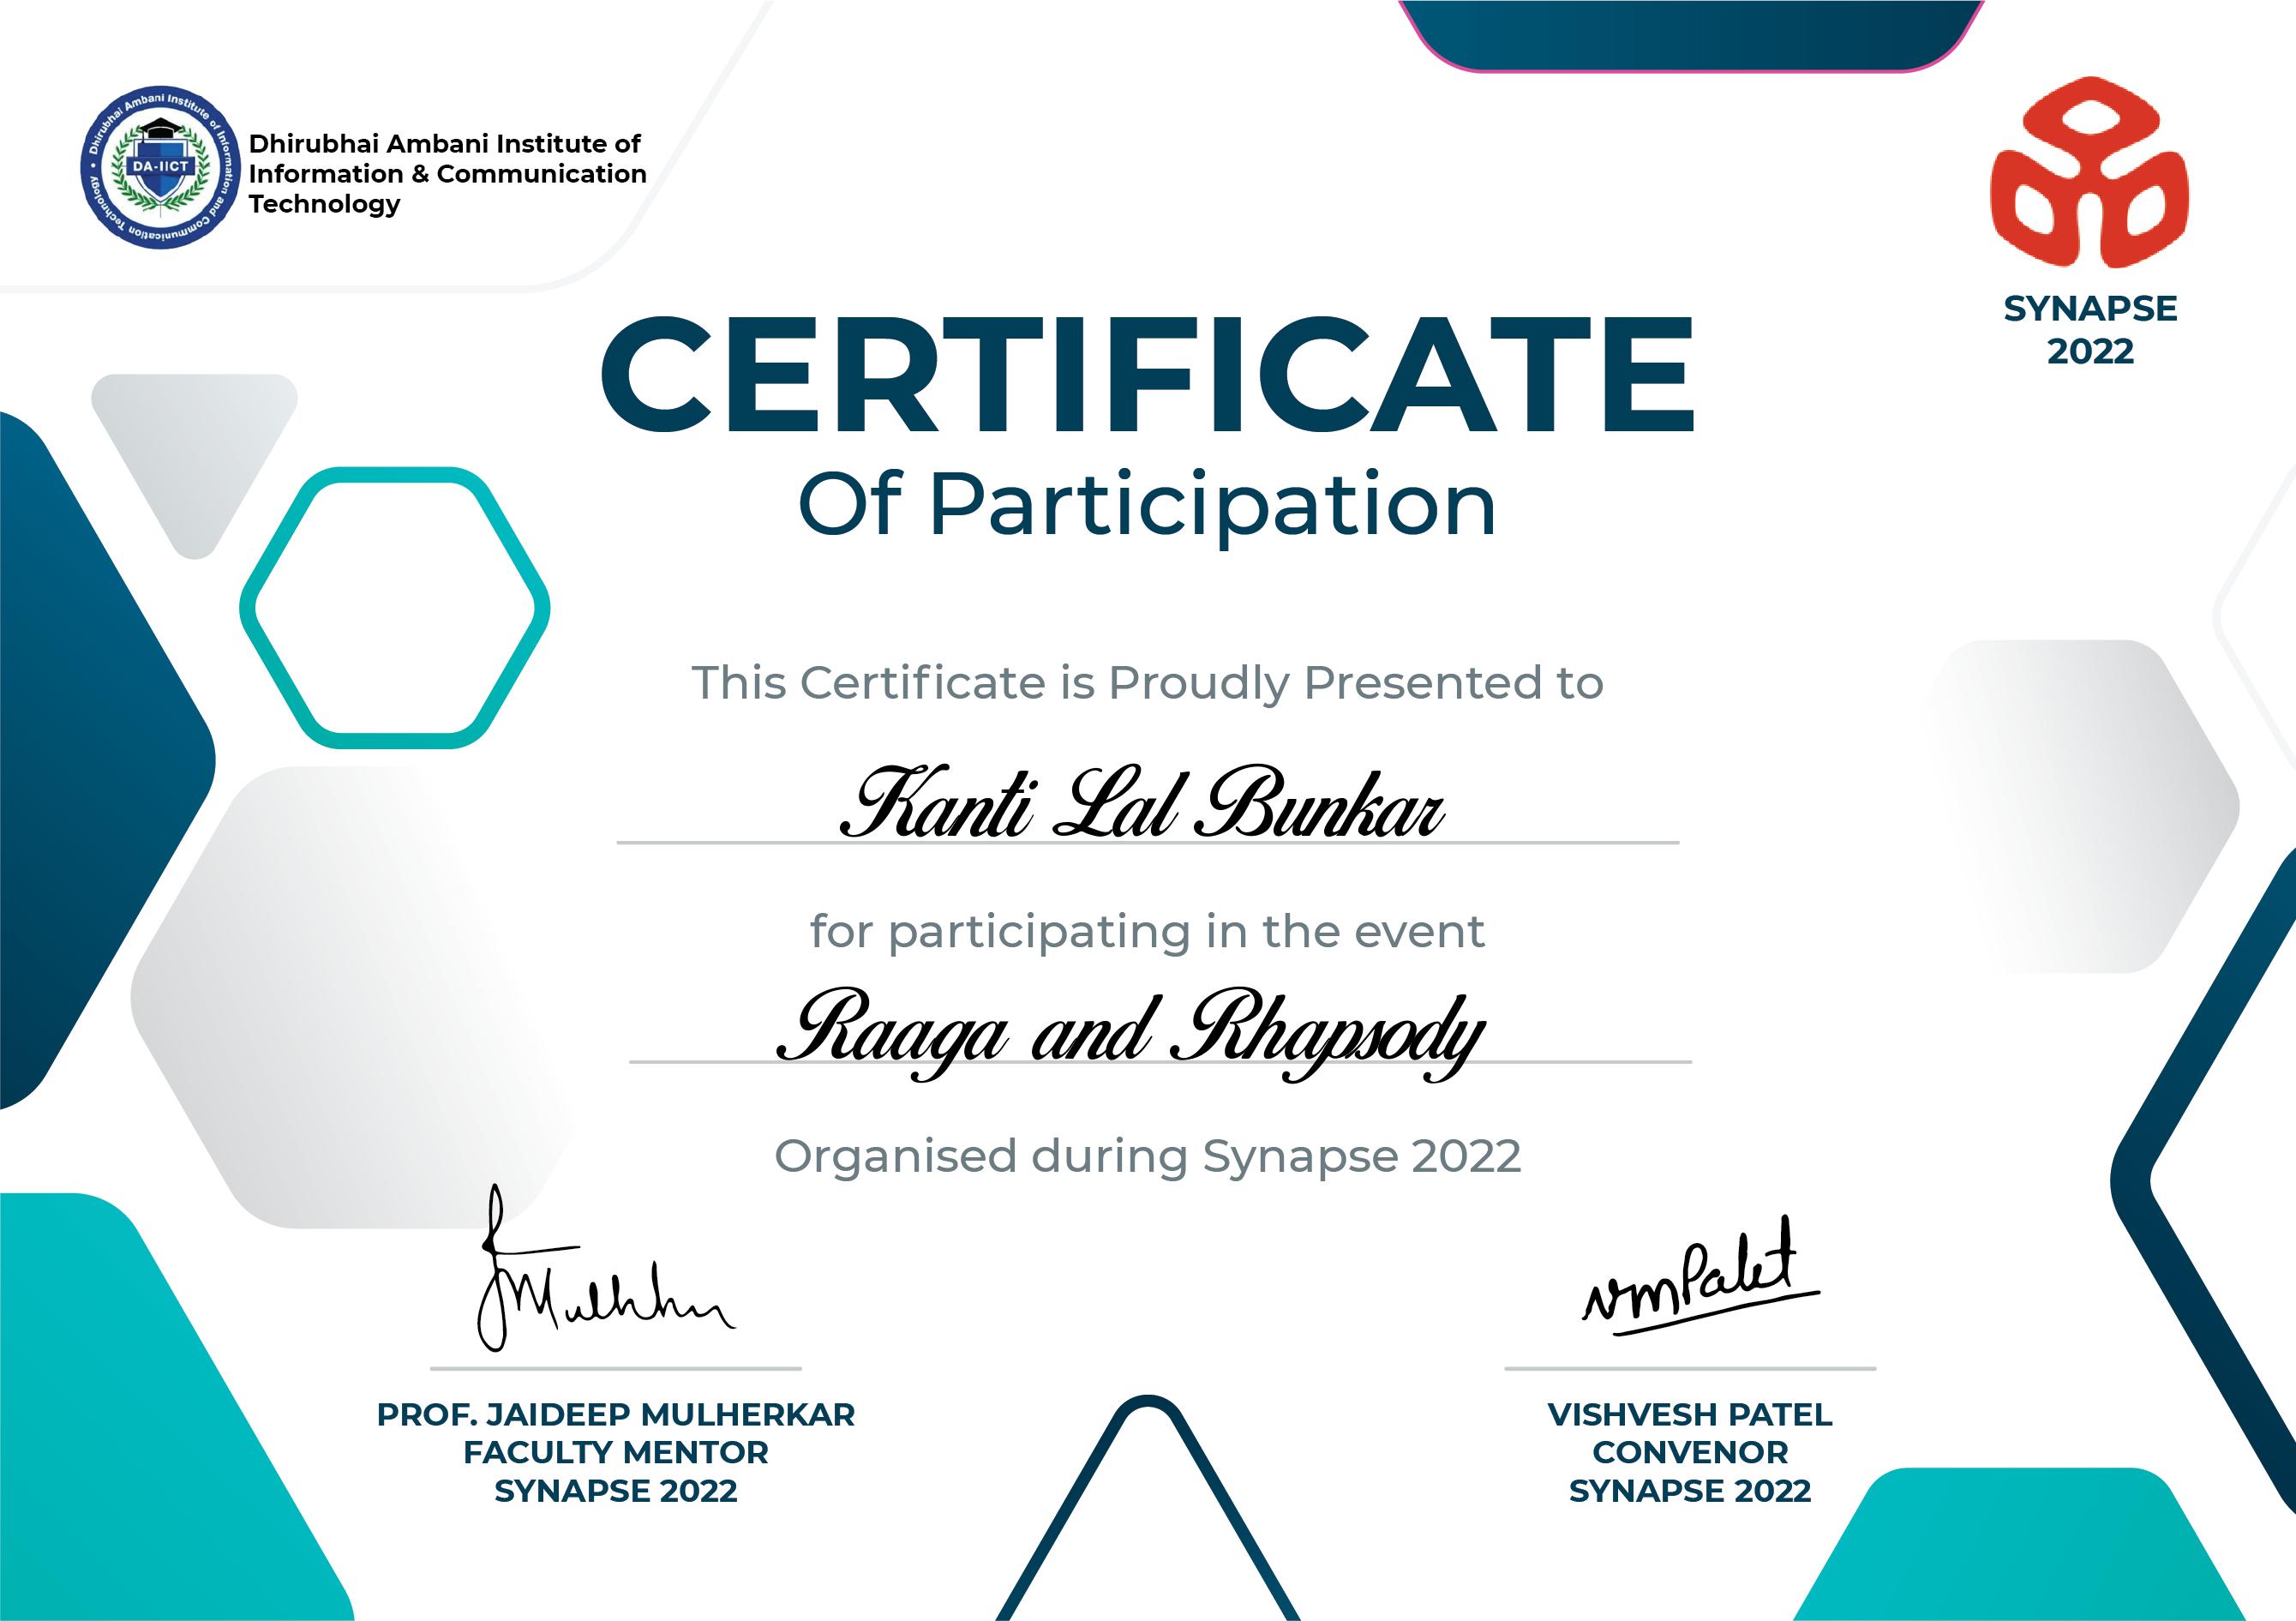 Dhirubhai Ambani Institute of Information and Communication Technology
DA-IICT
Dhirubhai Ambani Institute of
Information & Communication
Technology
SYNAPSE
2022
CERTIFICATE
Of Participation
This Certificate is Proudly Presented to
Kanti Lal Bunkar
for participating in the event
Raaga and Rhapsody
Organised during Synapse 2022
vmPatel
PROF. JAIDEEP MULHERKAR
FACULTY MENTOR
SYNAPSE 2022
VISHVESH PATEL
CONVENOR
SYNAPSE 2022